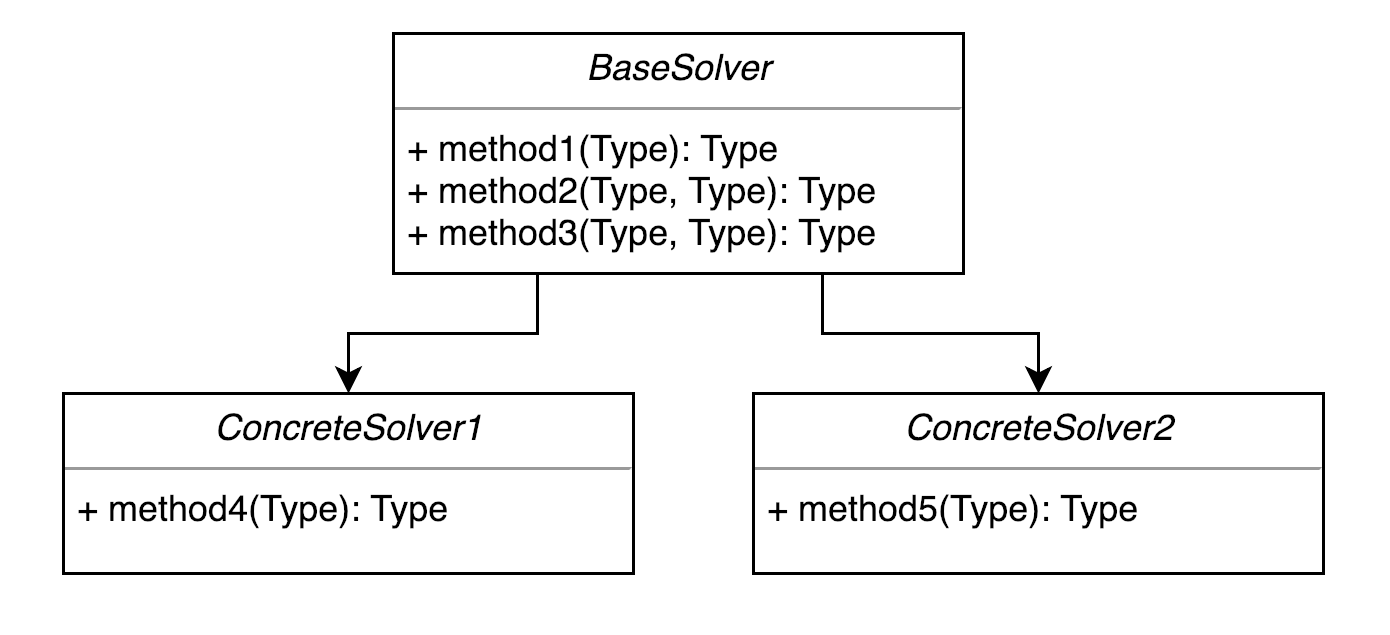 BaseSolver
+ method1(Type): Type
+ method2(Type, Type): Type
+ method3(Type, Type): Type
ConcreteSolver1
+ method4(Type): Type
ConcreteSolver2
+ method5(Type): Type